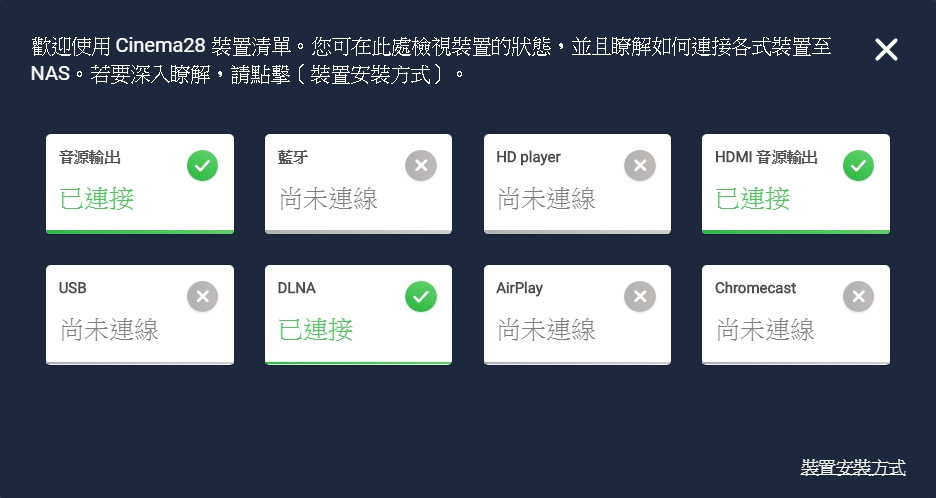 歡迎使用 Cinema28 裝置清單。您可在此處檢視裝置的狀態，並且瞭解如何連接各式裝置至
NAS。若要深入瞭解，請點擊〔裝置安裝方式〕。
音源輸出
已連接
藍牙
尚未連線
HD player
尚未連線
HDMI 音源輸出
已連接
USB
尚未連線
DLNA
已連接
AirPlay
尚未連線
Chromecast
尚未連線
裝置安裝方式